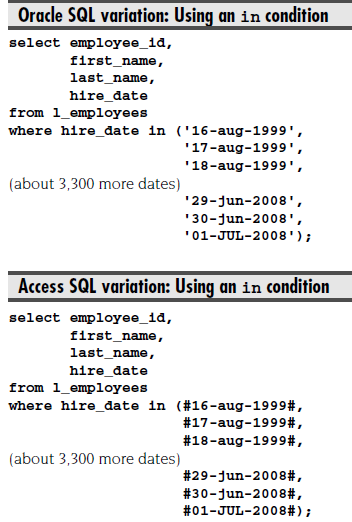 Oracle SQL variation: Using an in condition
select employee_id,
first_name,
last_name,
hire_date
from l_employees
where hire_date in ('16-aug-1999',
'17-aug-1999',
'18-aug-1999',
(about 3,300 more dates)
'29-jun-2008',
'30-jun-2008',
'01-JUL-2008');
Access SQL variation: Using an in condition
select employee_id,
first_name,
last_name,
hire_date
from l_employees
where hire_date in (#16-aug-1999#,
#17-aug-1999#,
#18-aug-1999#,
(about 3,300 more dates)
#29-jun-2008#,
#30-jun-2008#,
#01-JUL-2008#);